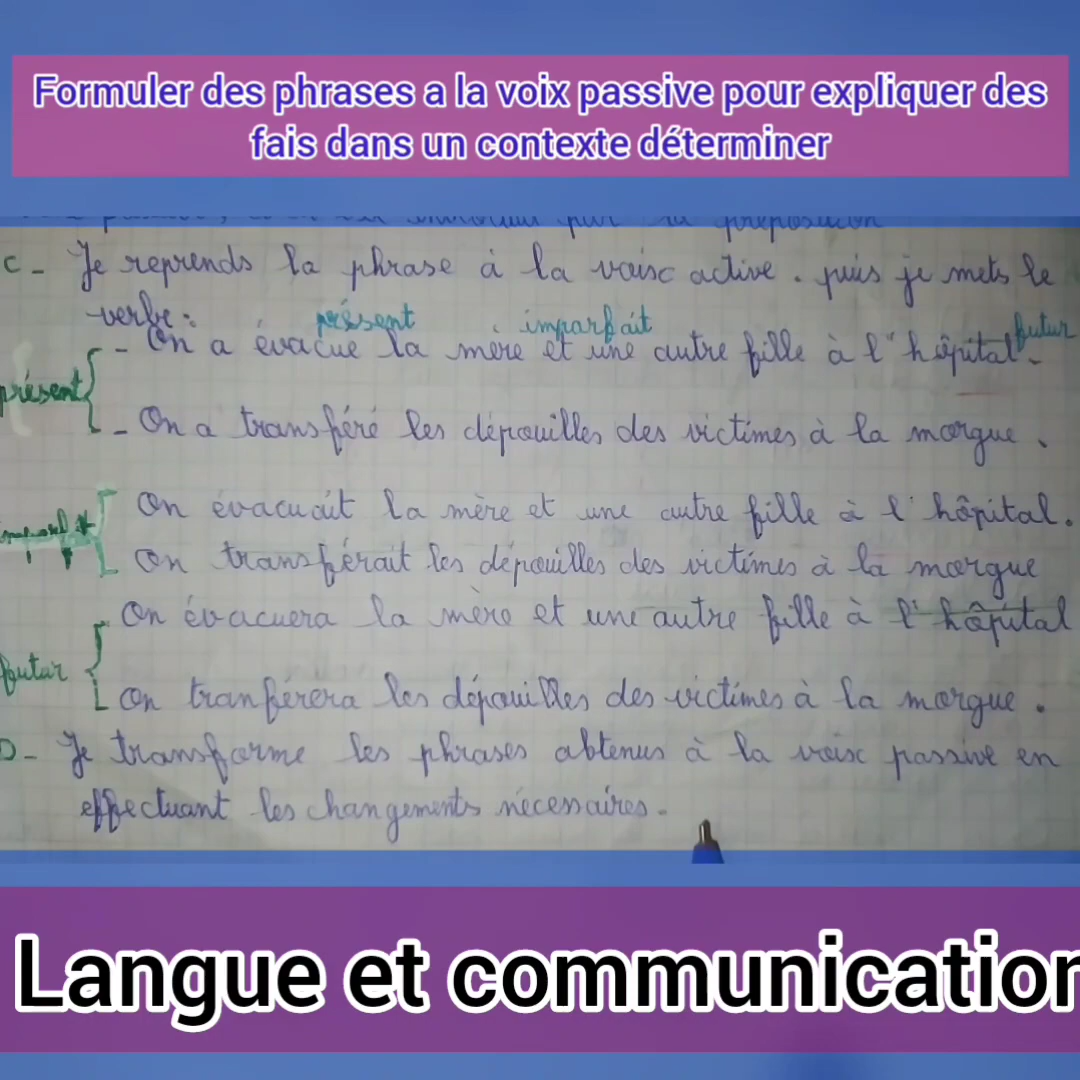 Formuler des phrases a la voix passive pour expliquer des
fais dans un contexte déterminer
par la préposition
C - Je reprends la phrase à la voix active. puis je mets le
verbe : présent , imparfait futur
- On a évacué la mère et une autre fille à l'hôpital.
présent
- On a transféré les dépouilles des victimes à la morgue.
On évacuait la mère et une autre fille à l'hôpital.
On transférait les dépouilles des victimes à la morgue
On évacuera la mère et une autre fille à l'hôpital
futur
On tranférera les dépouilles des victimes à la morgue.
D - Je transforme les phrases obtenus à la voix passive en
effectuant les changements nécessaires.
Langue et communication